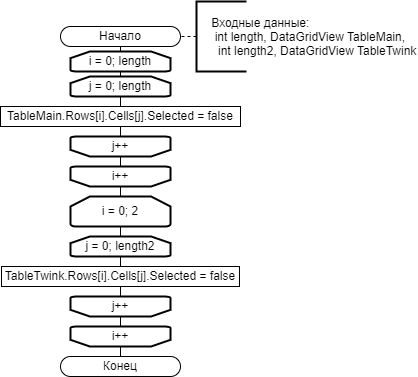 Входные данные:
int length, DataGridView TableMain,
int length2, DataGridView TableTwink
Начало
i = 0; length
j = 0; length
TableMain.Rows[i].Cells[j].Selected = false
j++
i++
i = 0; 2
j = 0; length2
TableTwink.Rows[i].Cells[j].Selected = false
j++
i++
Конец